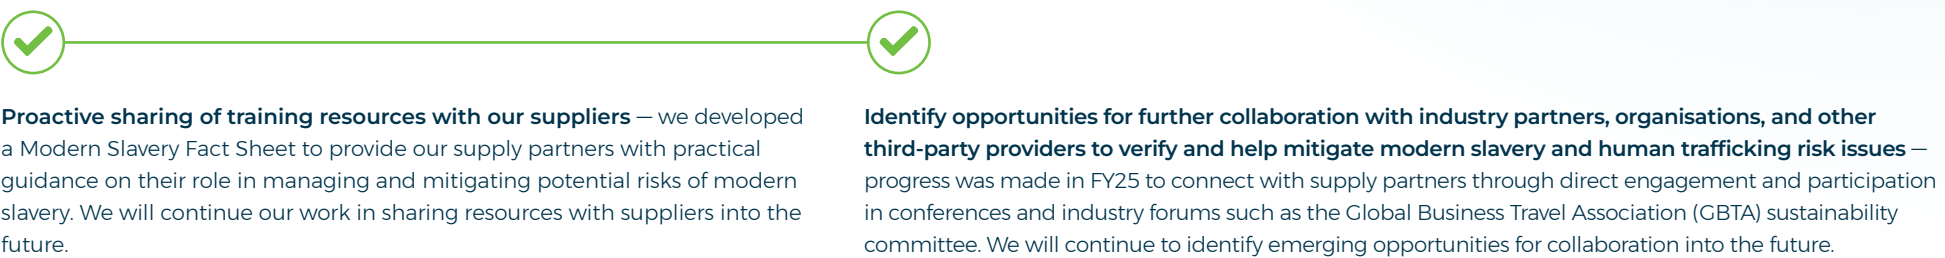 Proactive sharing of training resources with our suppliers — we developed
a Modern Slavery Fact Sheet to provide our supply partners with practical
guidance on their role in managing and mitigating potential risks of modern
slavery. We will continue our work in sharing resources with suppliers into the
future.
Identify opportunities for further collaboration with industry partners, organisations, and other
third-party providers to verify and help mitigate modern slavery and human trafficking risk issues —
progress was made in FY25 to connect with supply partners through direct engagement and participation
in conferences and industry forums such as the Global Business Travel Association (GBTA) sustainability
committee. We will continue to identify emerging opportunities for collaboration into the future.